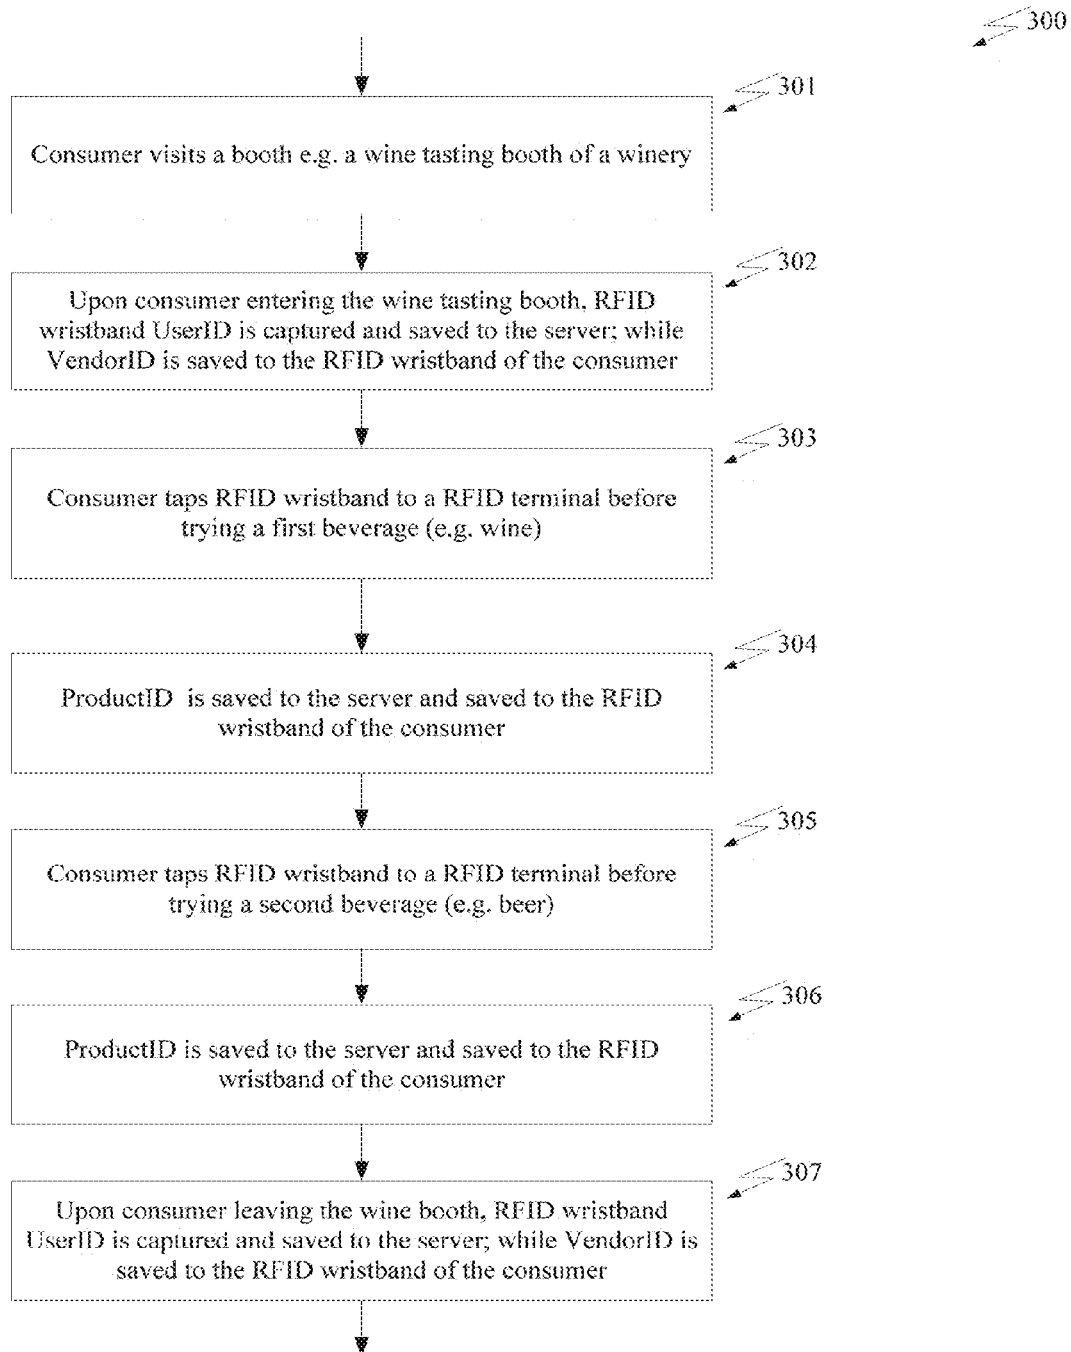 300
301
Consumer visits a booth e.g. a wine tasting booth of a winery
302
Upon consumer entering the wine tasting booth, RFID
wristband UserID is captured and saved to the server; while
VendorID is saved to the RFID wristband of the consumer
303
Consumer taps RFID wristband to a RFID terminal before
trying a first beverage (e.g. wine)
304
ProductID is saved to the server and saved to the RFID
wristband of the consumer
305
Consumer taps RFID wristband to a RFID terminal before
trying a second beverage (e.g. beer)
306
ProductID is saved to the server and saved to the RFID
wristband of the consumer
307
Upon consumer leaving the wine booth, RFID wristband
UserID is captured and saved to the server; while VendorID is
saved to the RFID wristband of the consumer